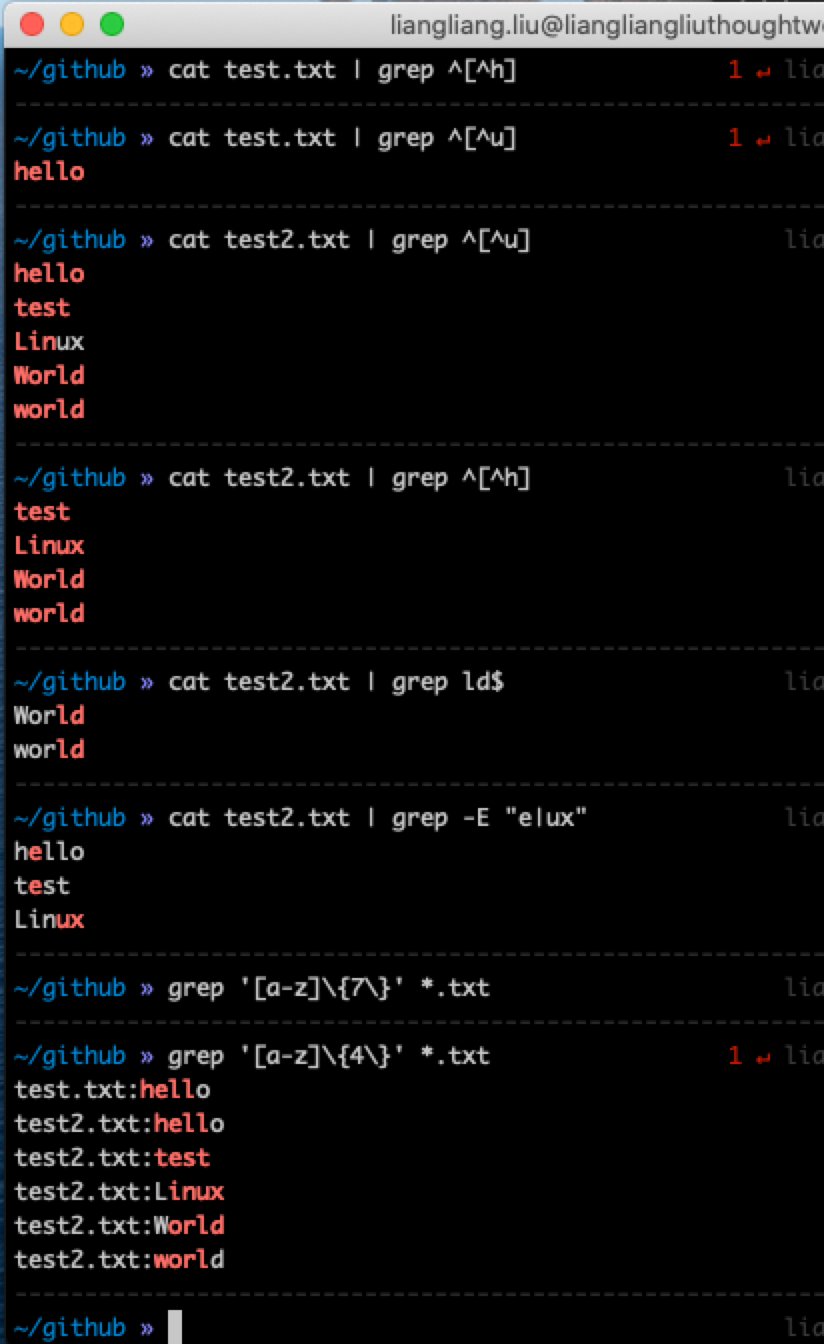 liangliang.liu@liangliangliuthoughtwo
~/github » cat test.txt | grep ^[^h] 1 ↵ lia
~/github » cat test.txt | grep ^[^u] 1 ↵ lia
hello
~/github » cat test2.txt | grep ^[^u] lia
hello
test
Linux
World
world
~/github » cat test2.txt | grep ^[^h] lia
test
Linux
World
world
~/github » cat test2.txt | grep ld$ lia
World
world
~/github » cat test2.txt | grep -E "e|ux" lia
hello
test
Linux
~/github » grep '[a-z]\{7\}' *.txt lia
~/github » grep '[a-z]\{4\}' *.txt 1 ↵ lia
test.txt:hello
test2.txt:hello
test2.txt:test
test2.txt:Linux
test2.txt:World
test2.txt:world
~/github » lia